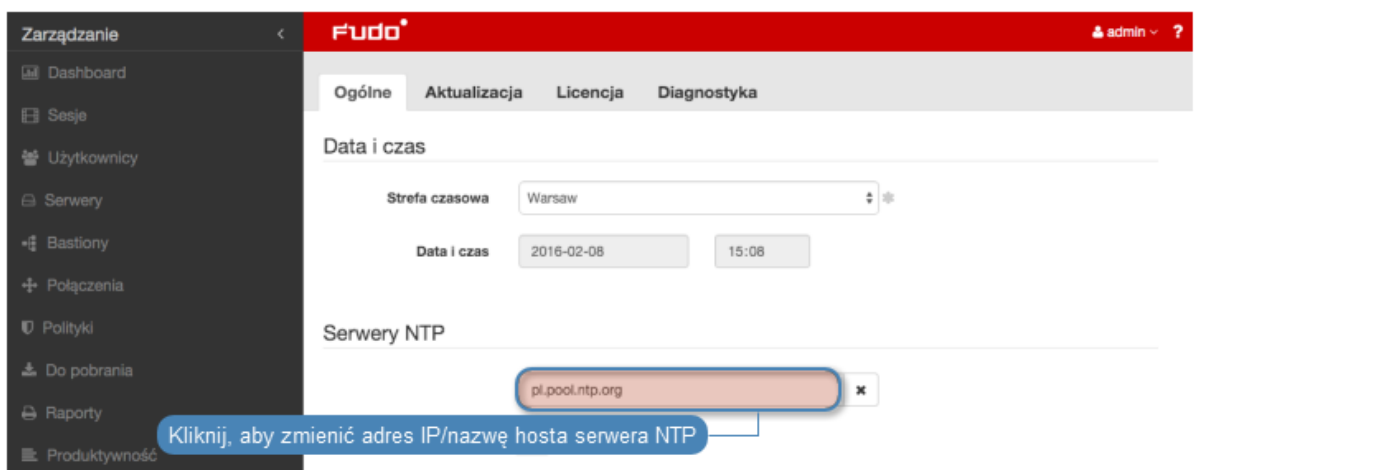 Zarządzanie
Fudo
admin
?
Dashboard
Sesje
Użytkownicy
Serwery
Bastiony
Połączenia
Polityki
Do pobrania
Raporty
Produktywność
Ogólne Aktualizacja Licencja Diagnostyka
Data i czas
Strefa czasowa Warsaw
Data i czas 2016-02-08 15:08
Serwery NTP
pl.pool.ntp.org
Kliknij, aby zmienić adres IP/nazwę hosta serwera NTP